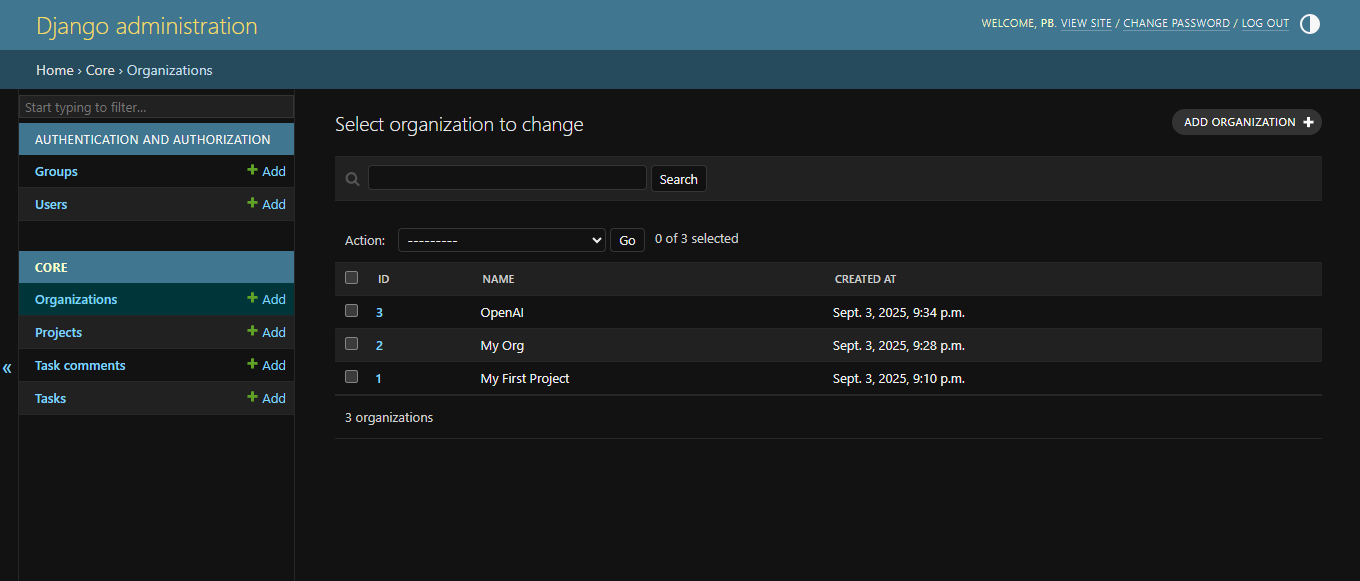 Django administration
WELCOME, PB. VIEW SITE / CHANGE PASSWORD / LOG OUT
Home › Core › Organizations
Start typing to filter...
AUTHENTICATION AND AUTHORIZATION
Groups + Add
Users + Add
CORE
Organizations + Add
Projects + Add
Task comments + Add
Tasks + Add
«
Select organization to change
ADD ORGANIZATION +
Search
Action: --------- Go 0 of 3 selected
ID NAME CREATED AT
3 OpenAI Sept. 3, 2025, 9:34 p.m.
2 My Org Sept. 3, 2025, 9:28 p.m.
1 My First Project Sept. 3, 2025, 9:10 p.m.
3 organizations